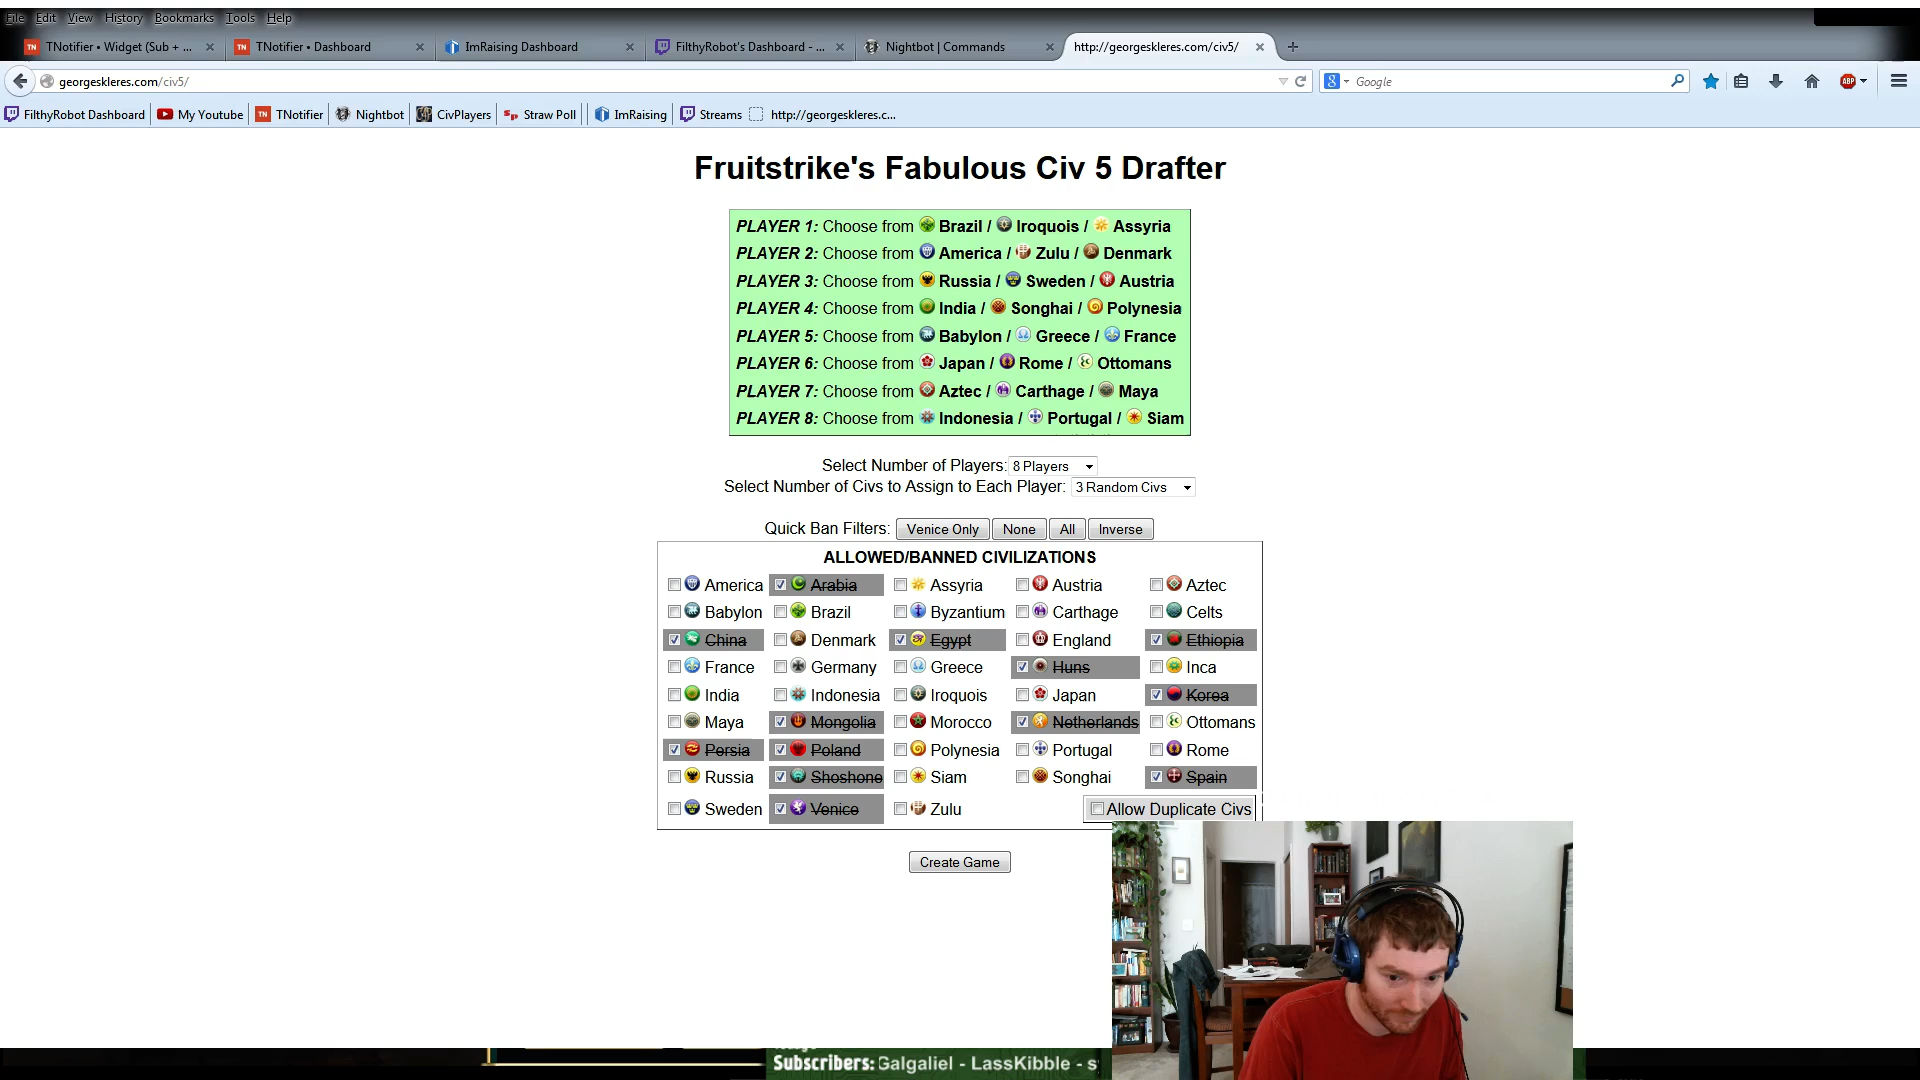 File Edit View History Bookmarks Tools Help
TNotifier • Widget (Sub + ... TNotifier • Dashboard ImRaising Dashboard FilthyRobot's Dashboard - ... Nightbot | Commands http://georgeskleres.com/civ5/
georgeskleres.com/civ5/ Google
FilthyRobot Dashboard My Youtube TNotifier Nightbot CivPlayers Straw Poll ImRaising Streams http://georgeskleres.c...
Fruitstrike's Fabulous Civ 5 Drafter
PLAYER 1: Choose from Brazil / Iroquois / Assyria
PLAYER 2: Choose from America / Zulu / Denmark
PLAYER 3: Choose from Russia / Sweden / Austria
PLAYER 4: Choose from India / Songhai / Polynesia
PLAYER 5: Choose from Babylon / Greece / France
PLAYER 6: Choose from Japan / Rome / Ottomans
PLAYER 7: Choose from Aztec / Carthage / Maya
PLAYER 8: Choose from Indonesia / Portugal / Siam
Select Number of Players: 8 Players
Select Number of Civs to Assign to Each Player: 3 Random Civs
Quick Ban Filters: Venice Only None All Inverse
ALLOWED/BANNED CIVILIZATIONS
America Arabia Assyria Austria Aztec
Babylon Brazil Byzantium Carthage Celts
China Denmark Egypt England Ethiopia
France Germany Greece Huns Inca
India Indonesia Iroquois Japan Korea
Maya Mongolia Morocco Netherlands Ottomans
Persia Poland Polynesia Portugal Rome
Russia Shoshone Siam Songhai Spain
Sweden Venice Zulu Allow Duplicate Civs
Create Game
Subscribers: Galgaliel - LassKibble - s